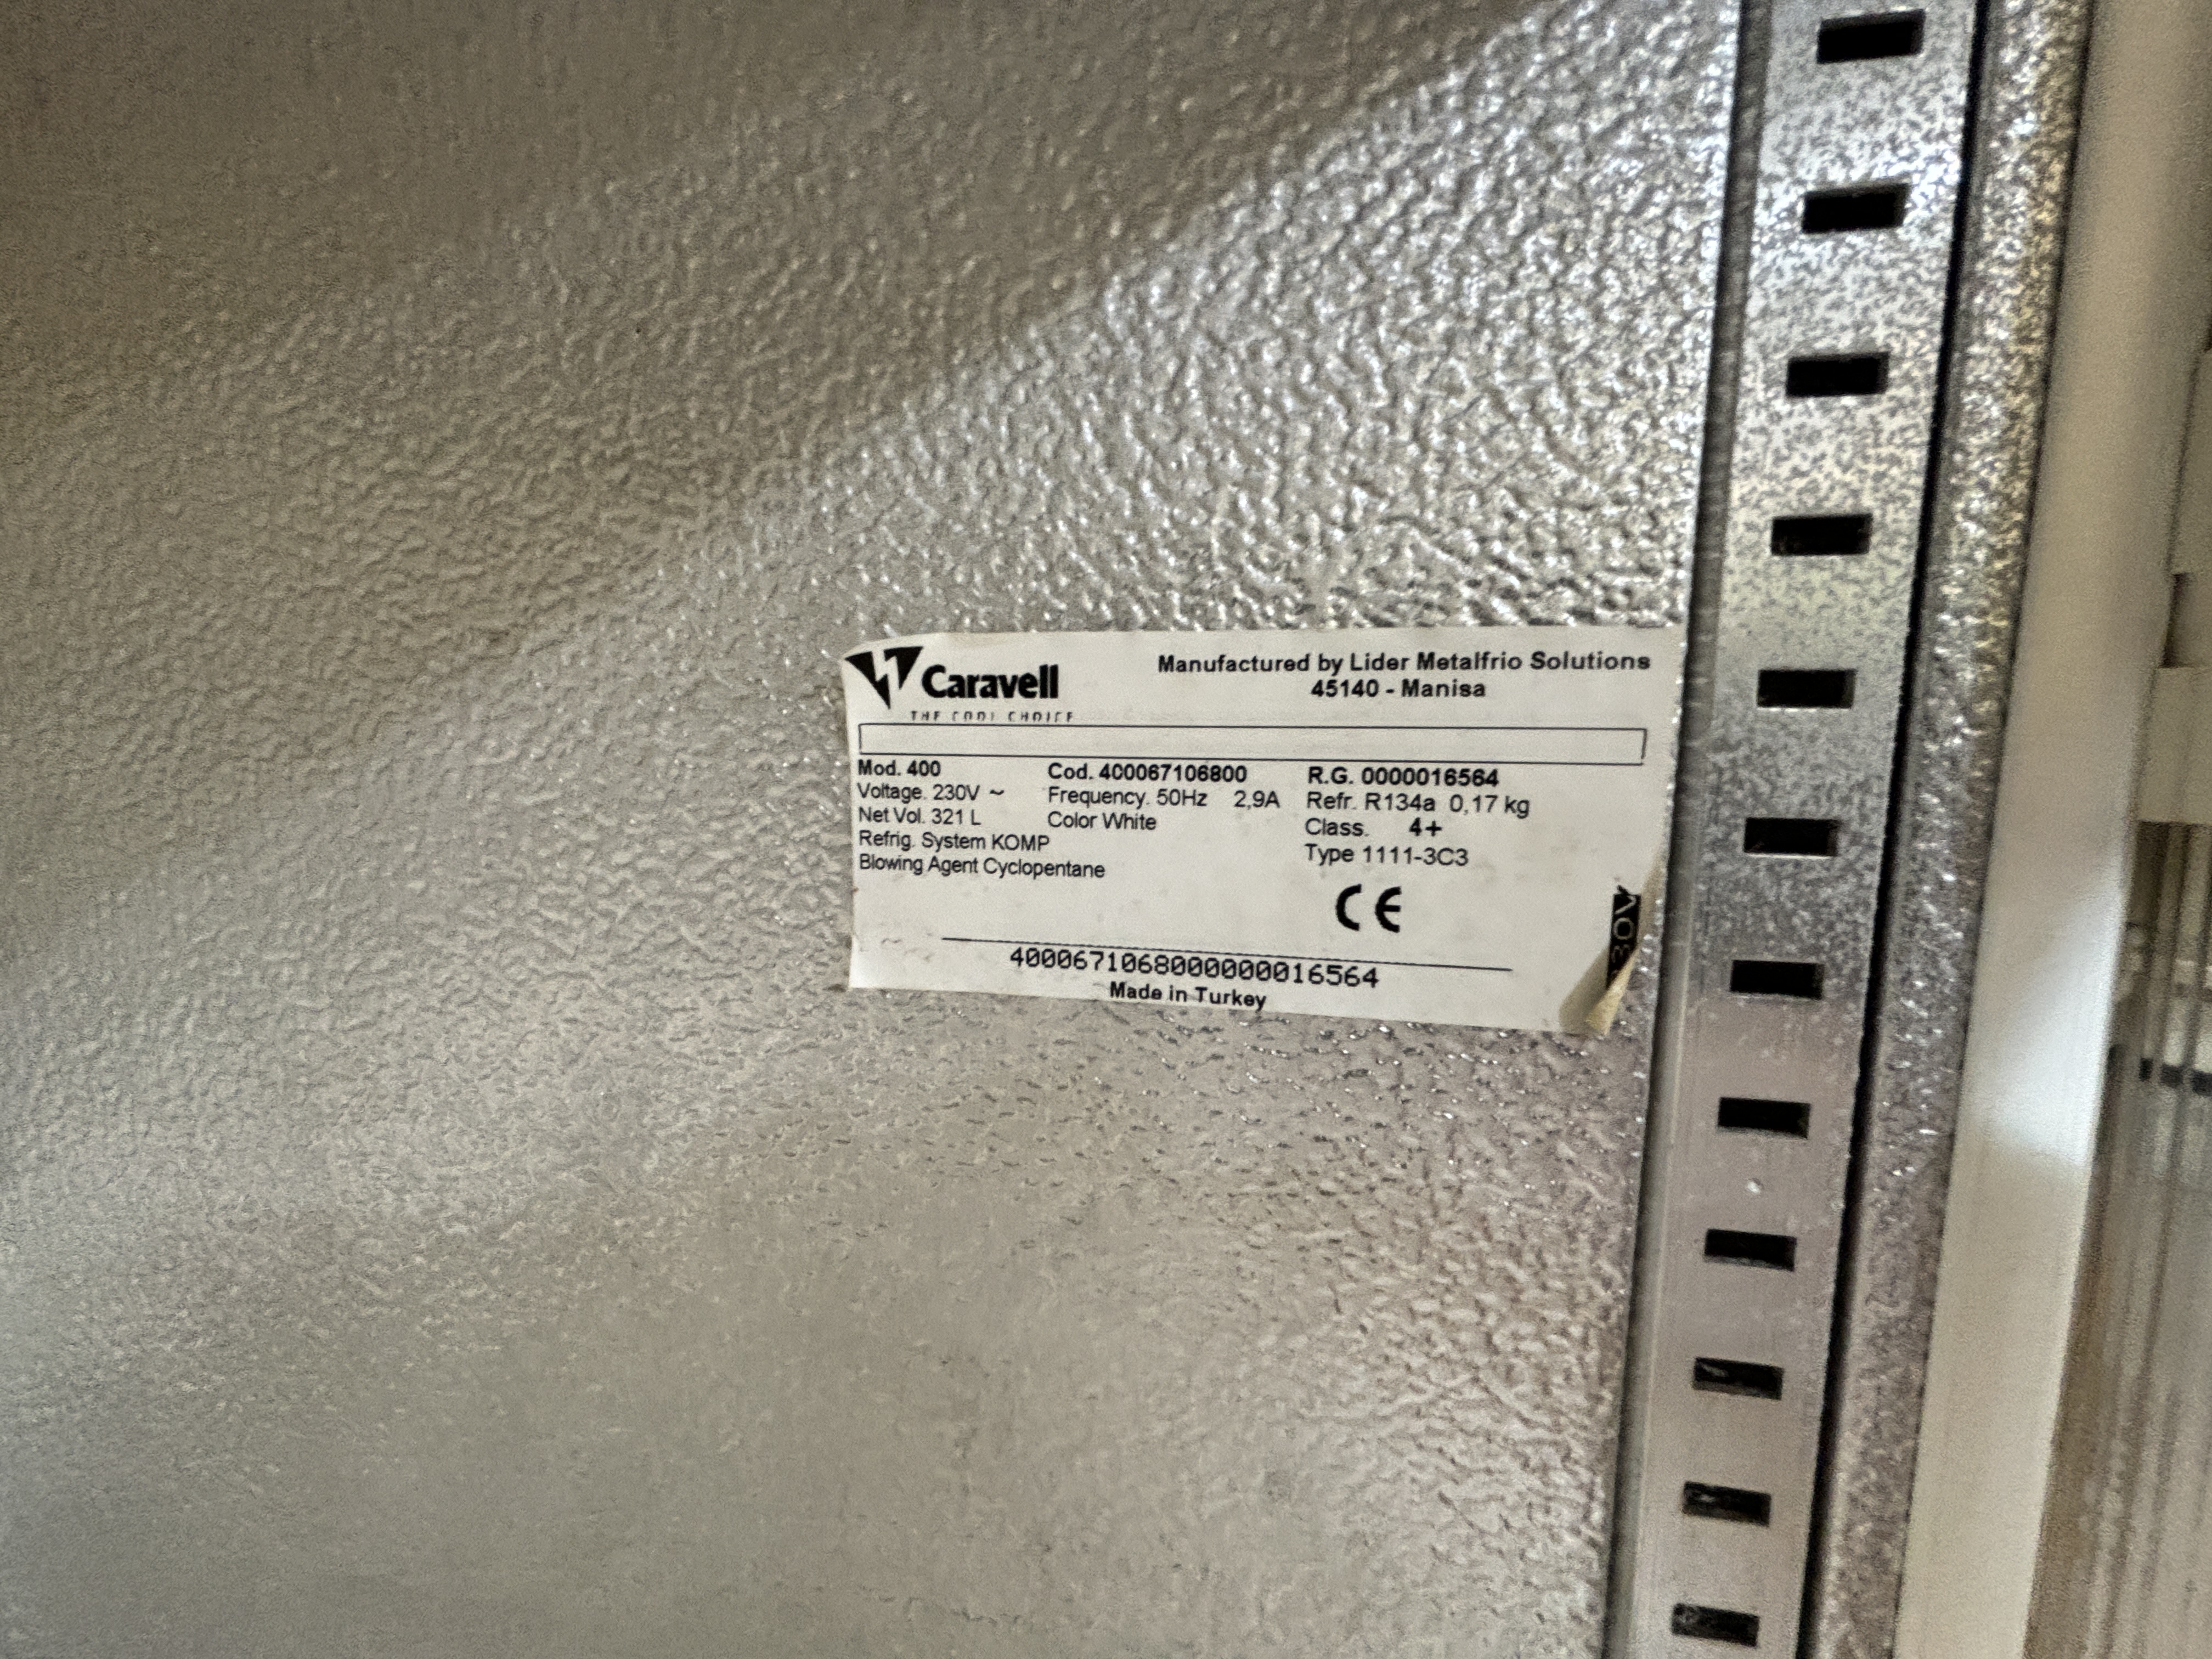 Caravell
THE COOL CHOICE
Manufactured by Lider Metalfrio Solutions
45140 - Manisa
Mod. 400 Cod. 400067106800 R.G. 0000016564
Voltage. 230V ~ Frequency. 50Hz 2,9A Refr. R134a 0,17 kg
Net Vol. 321 L Color White Class. 4+
Refrig. System KOMP Type 1111-3C3
Blowing Agent Cyclopentane
CE
30V
4000671068000000016564
Made in Turkey